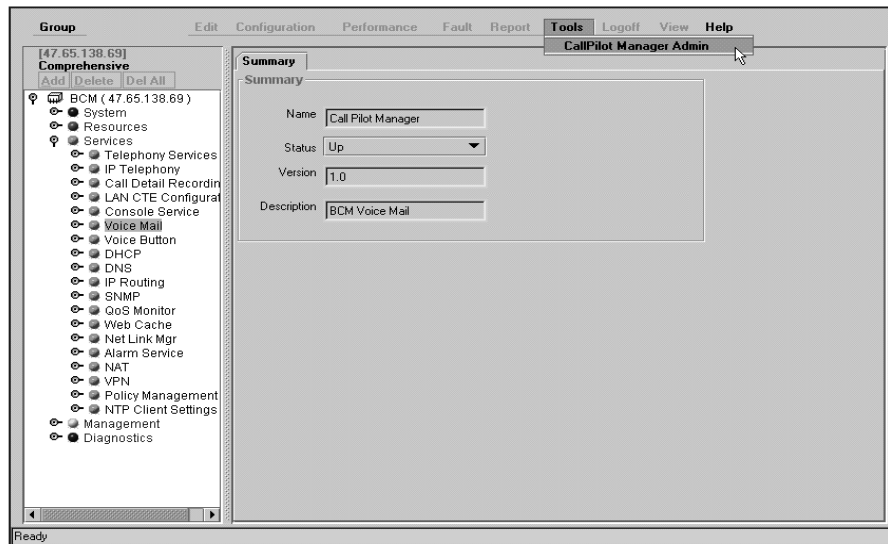 Group Edit Configuration Performance Fault Report Tools Logoff View Help
CallPilot Manager Admin
[47.65.138.69]
Comprehensive
Add Delete Del All
BCM ( 47.65.138.69 )
System
Resources
Services
Telephony Services
IP Telephony
Call Detail Recordin
LAN CTE Configurat
Console Service
Voice Mail
Voice Button
DHCP
DNS
IP Routing
SNMP
QoS Monitor
Web Cache
Net Link Mgr
Alarm Service
NAT
VPN
Policy Management
NTP Client Settings
Management
Diagnostics
Summary
Summary
Name Call Pilot Manager
Status Up
Version 1.0
Description BCM Voice Mail
Ready